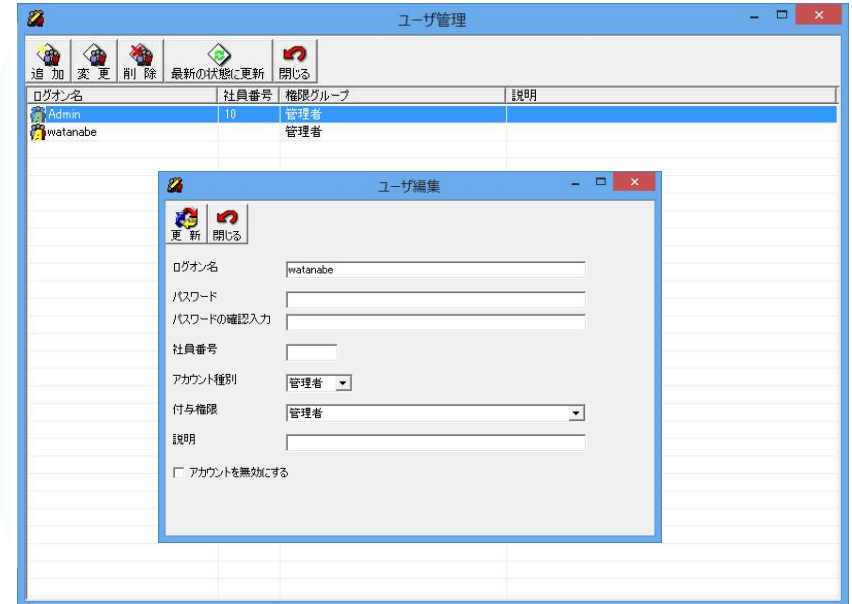 ユーザ管理
追 加 変 更 削 除 最新の状態に更新 閉じる
ログオン名 社員番号 権限グループ 説明
Admin 10 管理者
watanabe 管理者
ユーザ編集
更 新 閉じる
ログオン名 watanabe
パスワード
パスワードの確認入力
社員番号
アカウント種別 管理者
付与権限 管理者
説明
アカウントを無効にする